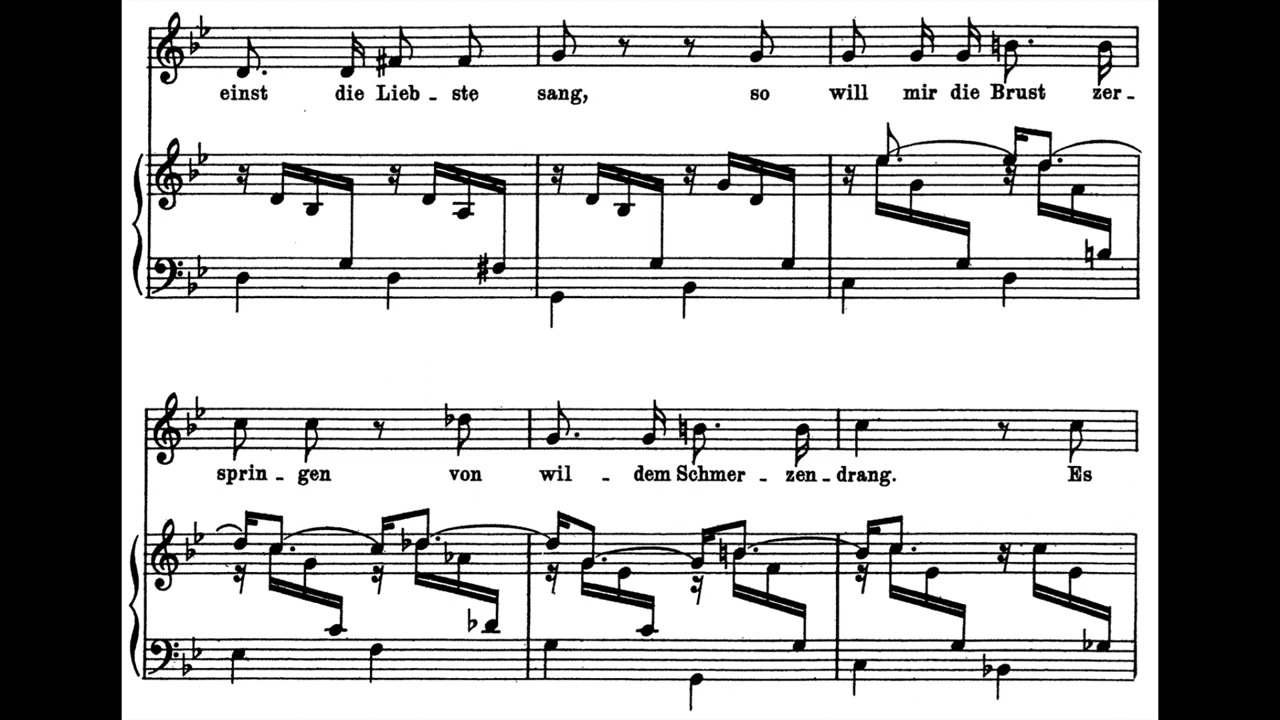 einst die Lieb - ste sang, so will mir die Brust zer -
sprin - gen von wil - dem Schmer - zen - drang. Es